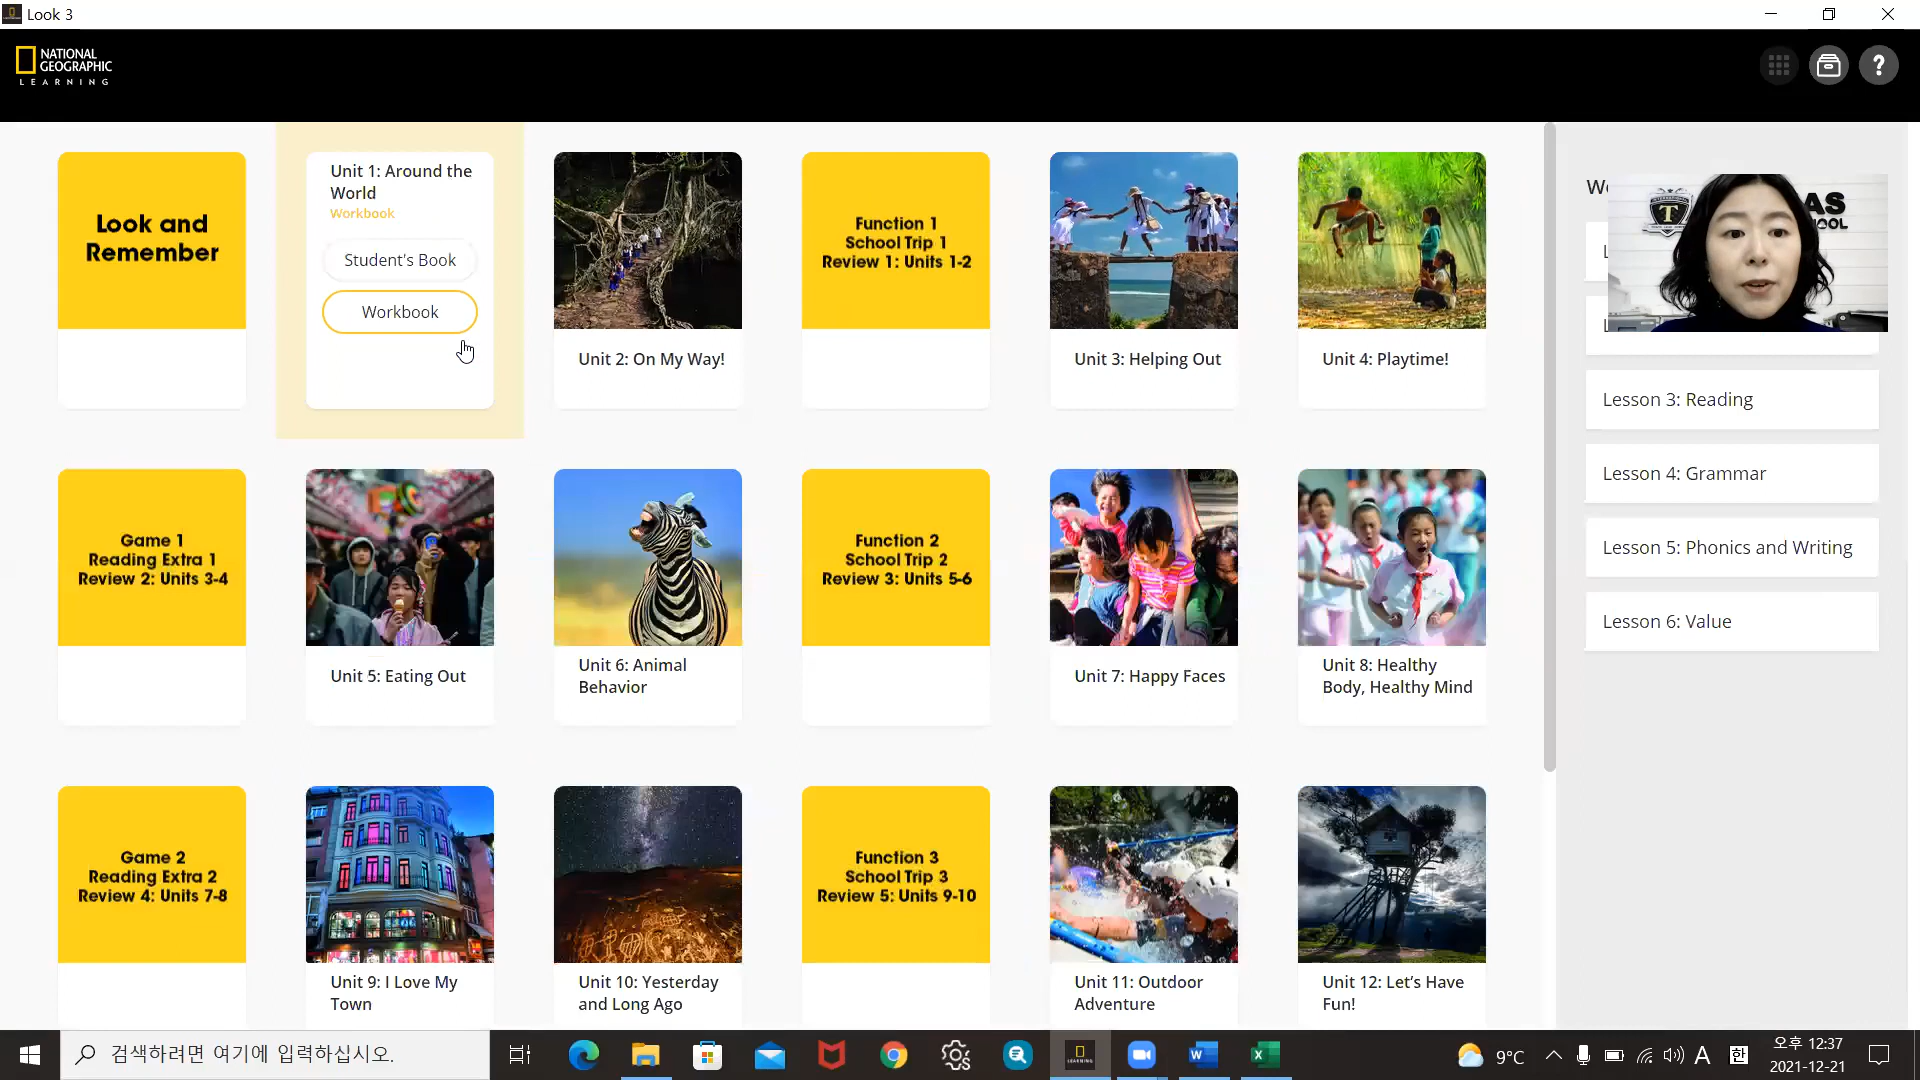 Look 3
NATIONAL
GEOGRAPHIC
LEARNING
?
Look and
Remember
Unit 1: Around the
World
Workbook
Student's Book
Workbook
Unit 2: On My Way!
Function 1
School Trip 1
Review 1: Units 1-2
Unit 3: Helping Out
Unit 4: Playtime!
Game 1
Reading Extra 1
Review 2: Units 3-4
Unit 5: Eating Out
Unit 6: Animal
Behavior
Function 2
School Trip 2
Review 3: Units 5-6
Unit 7: Happy Faces
Unit 8: Healthy
Body, Healthy Mind
Game 2
Reading Extra 2
Review 4: Units 7-8
Unit 9: I Love My
Town
Unit 10: Yesterday
and Long Ago
Function 3
School Trip 3
Review 5: Units 9-10
Unit 11: Outdoor
Adventure
Unit 12: Let's Have
Fun!
Lesson 3: Reading
Lesson 4: Grammar
Lesson 5: Phonics and Writing
Lesson 6: Value
검색하려면 여기에 입력하십시오.
9°C
A
한
오후 12:37
2021-12-21